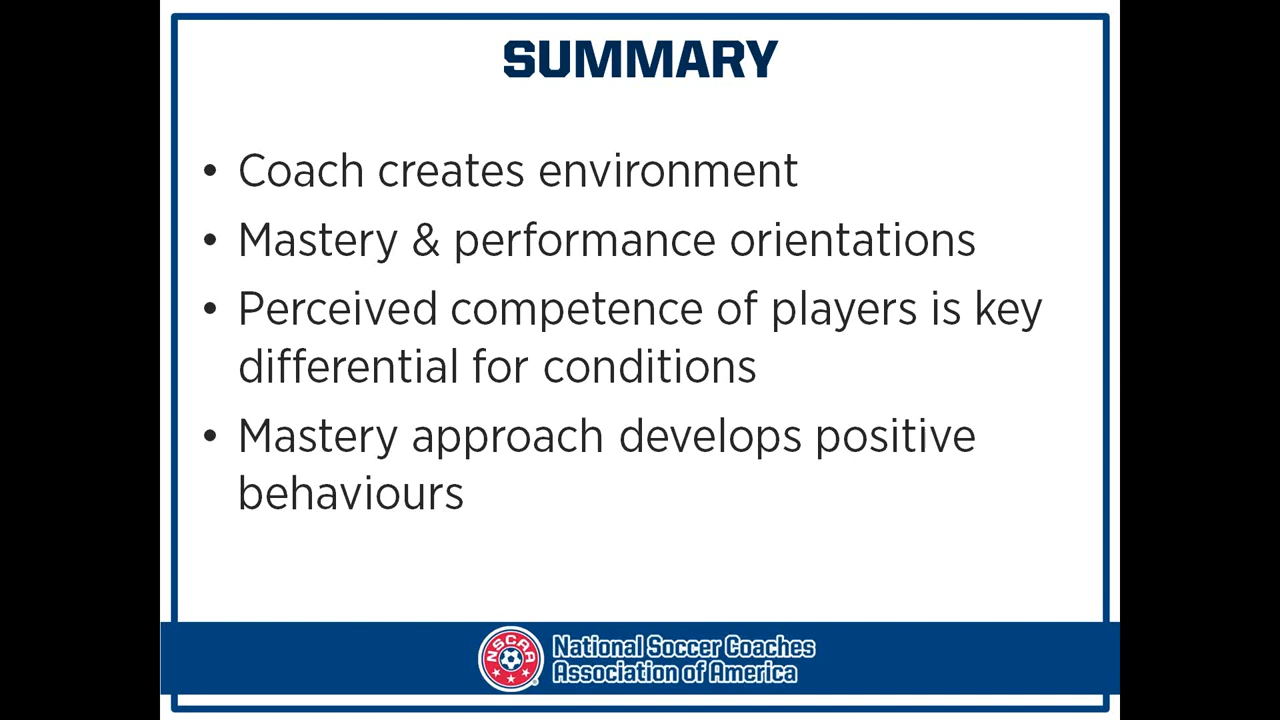 SUMMARY
• Coach creates environment
• Mastery & performance orientations
• Perceived competence of players is key
differential for conditions
• Mastery approach develops positive
behaviours
NSCAA
National Soccer Coaches
Association of America